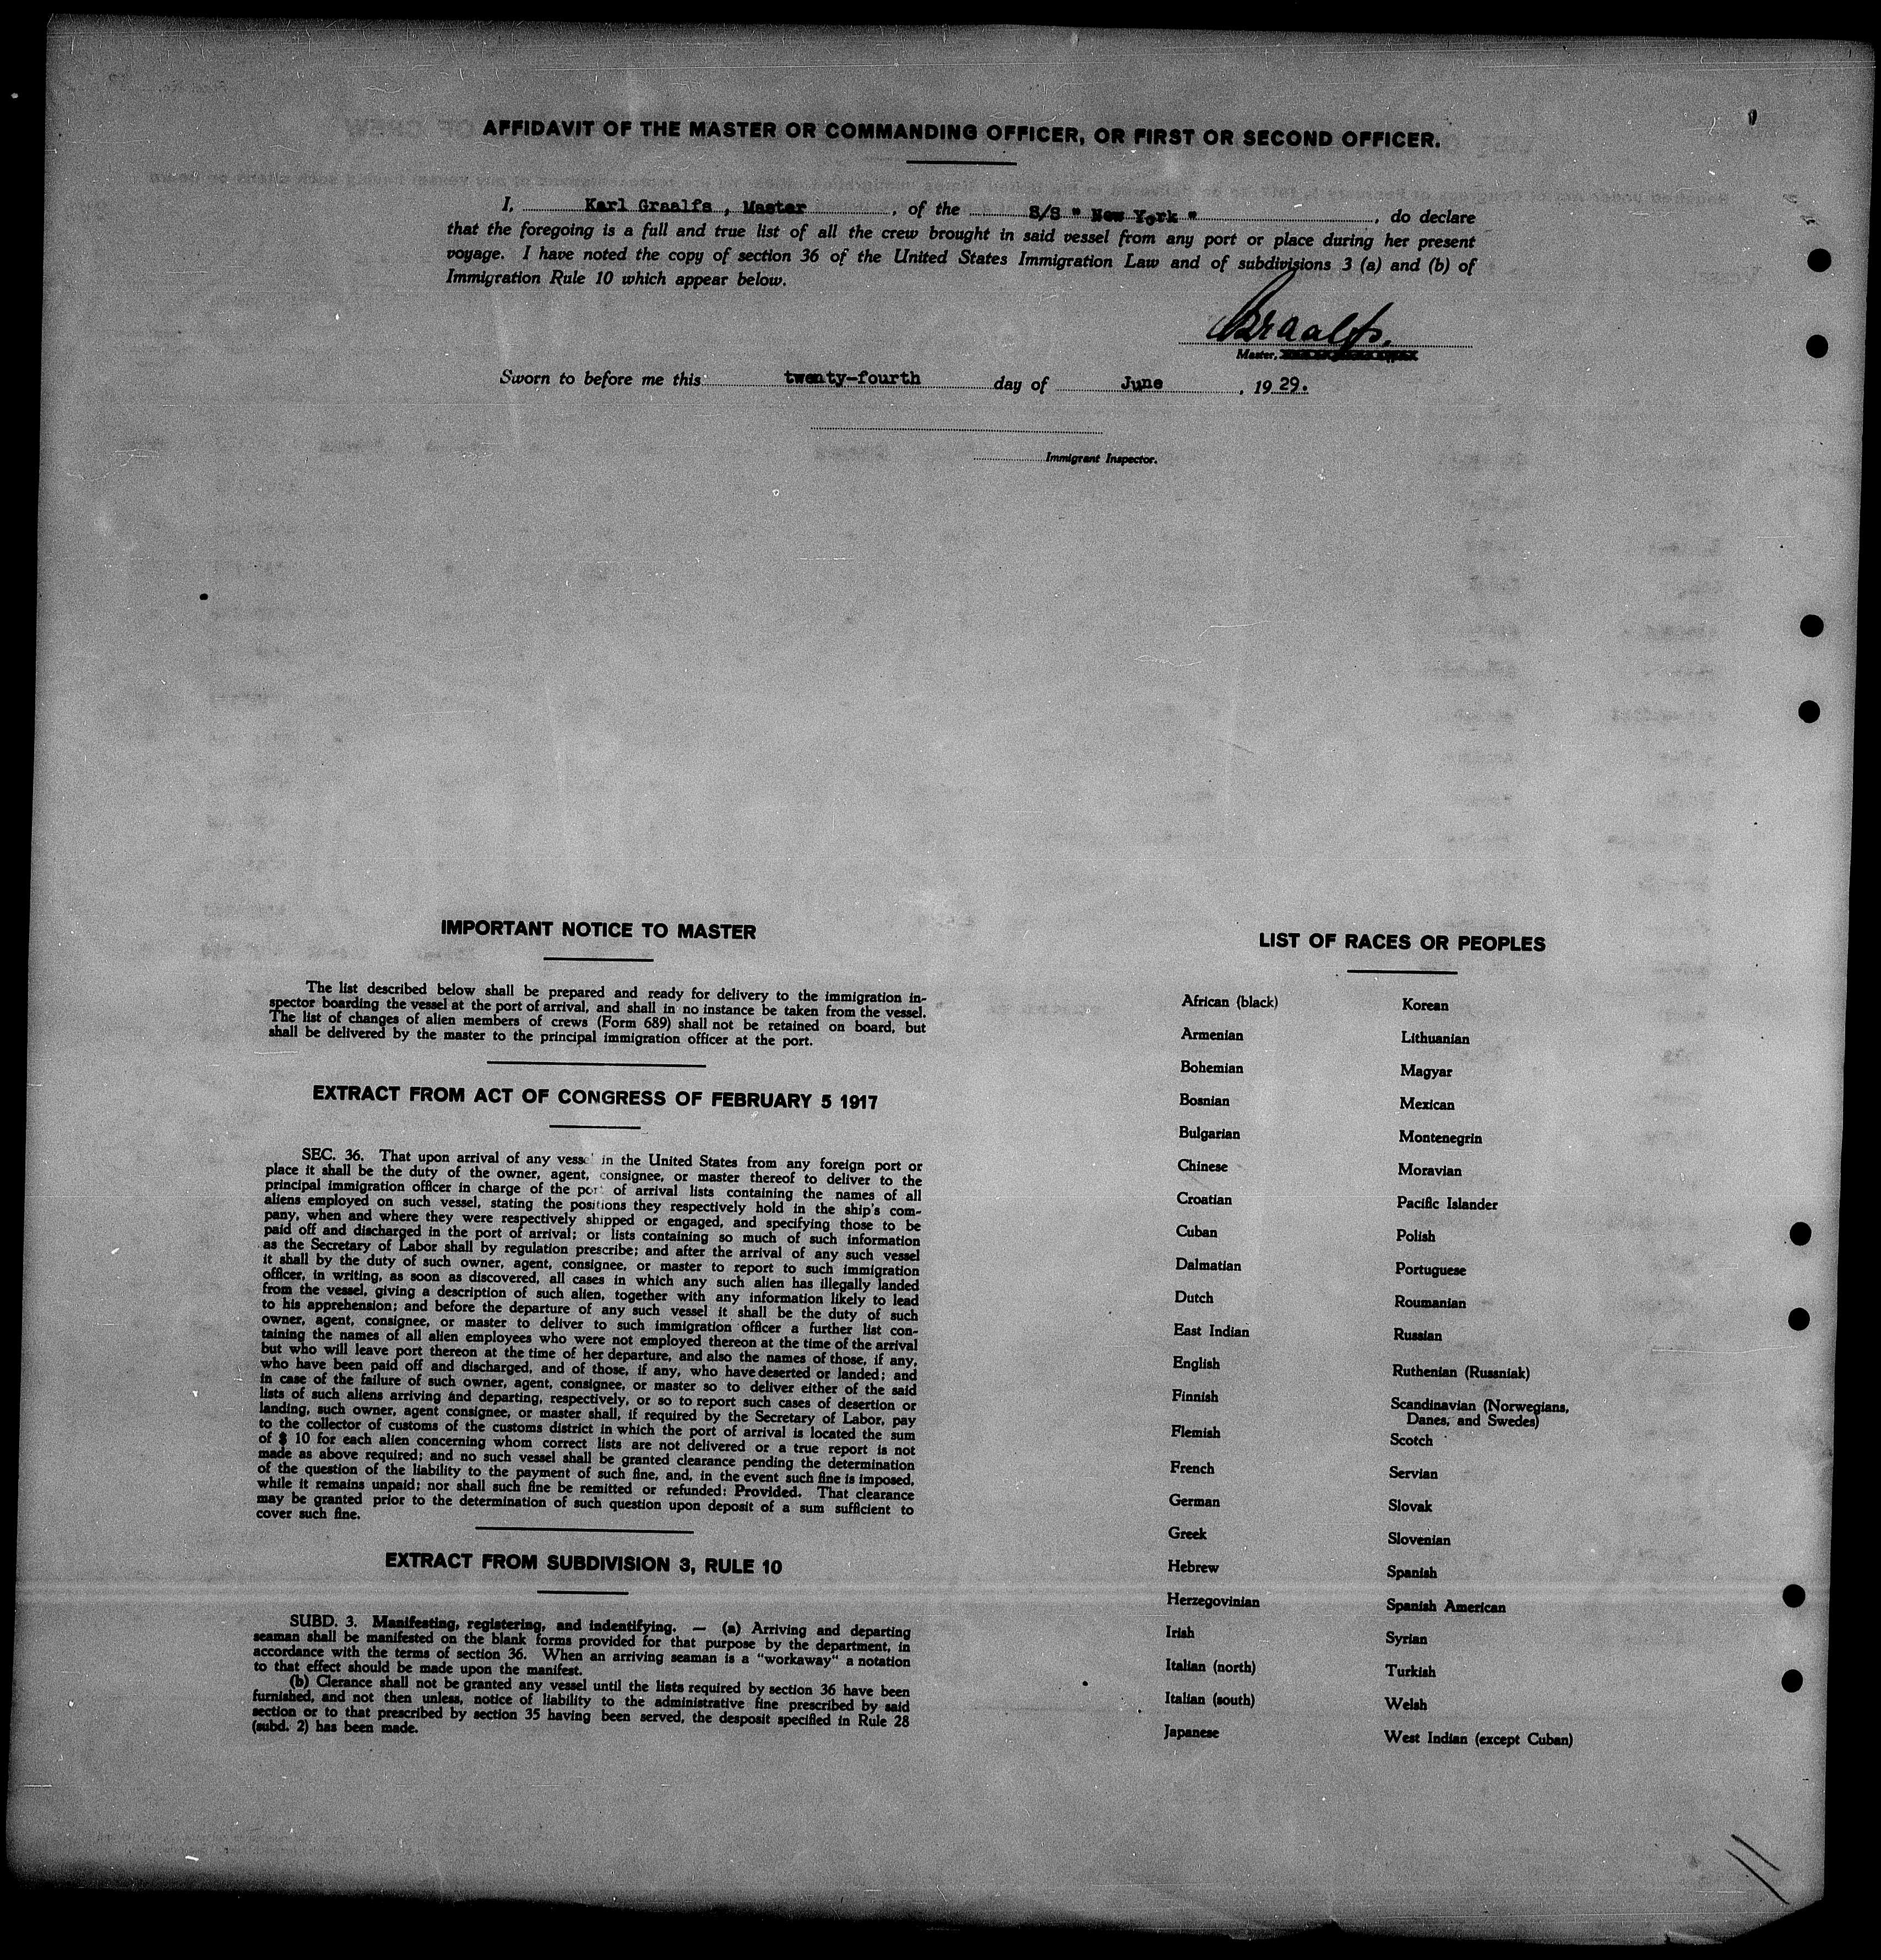 AFFIDAVIT OF THE MASTER OR COMMANDING OFFICER, OR FIRST OR SECOND OFFICER.
I, Karl Graalfs , Master , of the S/S " New York " , do declare
that the foregoing is a full and true list of all the crew brought in said vessel from any port or place during her present
voyage. I have noted the copy of section 36 of the United States Immigration Law and of subdivisions 3 (a) and (b) of
Immigration Rule 10 which appear below.
Graalfs.
Master,
Sworn to before me this twenty-fourth day of June , 19 29.
Immigrant Inspector.
IMPORTANT NOTICE TO MASTER
The list described below shall be prepared and ready for delivery to the immigration in-
spector boarding the vessel at the port of arrival, and shall in no instance be taken from the vessel.
The list of changes of alien members of crews (Form 689) shall not be retained on board, but
shall be delivered by the master to the principal immigration officer at the port.
EXTRACT FROM ACT OF CONGRESS OF FEBRUARY 5 1917
SEC. 36. That upon arrival of any vessel in the United States from any foreign port or
place it shall be the duty of the owner, agent, consignee, or master thereof to deliver to the
principal immigration officer in charge of the port of arrival lists containing the names of all
aliens employed on such vessel, stating the positions they respectively hold in the ship's com-
pany, when and where they were respectively shipped or engaged, and specifying those to be
paid off and discharged in the port of arrival; or lists containing so much of such information
as the Secretary of Labor shall by regulation prescribe; and after the arrival of any such vessel
it shall by the duty of such owner, agent, consignee, or master to report to such immigration
officer, in writing, as soon as discovered, all cases in which any such alien has illegally landed
from the vessel, giving a description of such alien, together with any information likely to lead
to his apprehension; and before the departure of any such vessel it shall be the duty of such
owner, agent, consignee, or master to deliver to such immigration officer a further list con-
taining the names of all alien employees who were not employed thereon at the time of the arrival
but who will leave port thereon at the time of her departure, and also the names of those, if any,
who have been paid off and discharged, and of those, if any, who have deserted or landed; and
in case of the failure of such owner, agent, consignee, or master so to deliver either of the said
lists of such aliens arriving and departing, respectively, or so to report such cases of desertion or
landing, such owner, agent consignee, or master shall, if required by the Secretary of Labor, pay
to the collector of customs of the customs district in which the port of arrival is located the sum
of $ 10 for each alien concerning whom correct lists are not delivered or a true report is not
made as above required; and no such vessel shall be granted clearance pending the determination
of the question of the liability to the payment of such fine, and, in the event such fine is imposed,
while it remains unpaid; nor shall such fine be remitted or refunded: Provided. That clearance
may be granted prior to the determination of such question upon deposit of a sum sufficient to
cover such fine.
EXTRACT FROM SUBDIVISION 3, RULE 10
SUBD. 3. Manifesting, registering, and indentifying. — (a) Arriving and departing
seaman shall be manifested on the blank forms provided for that purpose by the department, in
accordance with the terms of section 36. When an arriving seaman is a "workaway" a notation
to that effect should be made upon the manifest.
(b) Clerance shall not be granted any vessel until the lists required by section 36 have been
furnished, and not then unless, notice of liability to the administrative fine prescribed by said
section or to that prescribed by section 35 having been served, the desposit specified in Rule 28
(subd. 2) has been made.
LIST OF RACES OR PEOPLES
African (black)
Armenian
Bohemian
Bosnian
Bulgarian
Chinese
Croatian
Cuban
Dalmatian
Dutch
East Indian
English
Finnish
Flemish
French
German
Greek
Hebrew
Herzegovinian
Irish
Italian (north)
Italian (south)
Japanese
Korean
Lithuanian
Magyar
Mexican
Montenegrin
Moravian
Pacific Islander
Polish
Portuguese
Roumanian
Russian
Ruthenian (Russniak)
Scandinavian (Norwegians,
Danes, and Swedes)
Scotch
Servian
Slovak
Slovenian
Spanish
Spanish American
Syrian
Turkish
Welsh
West Indian (except Cuban)